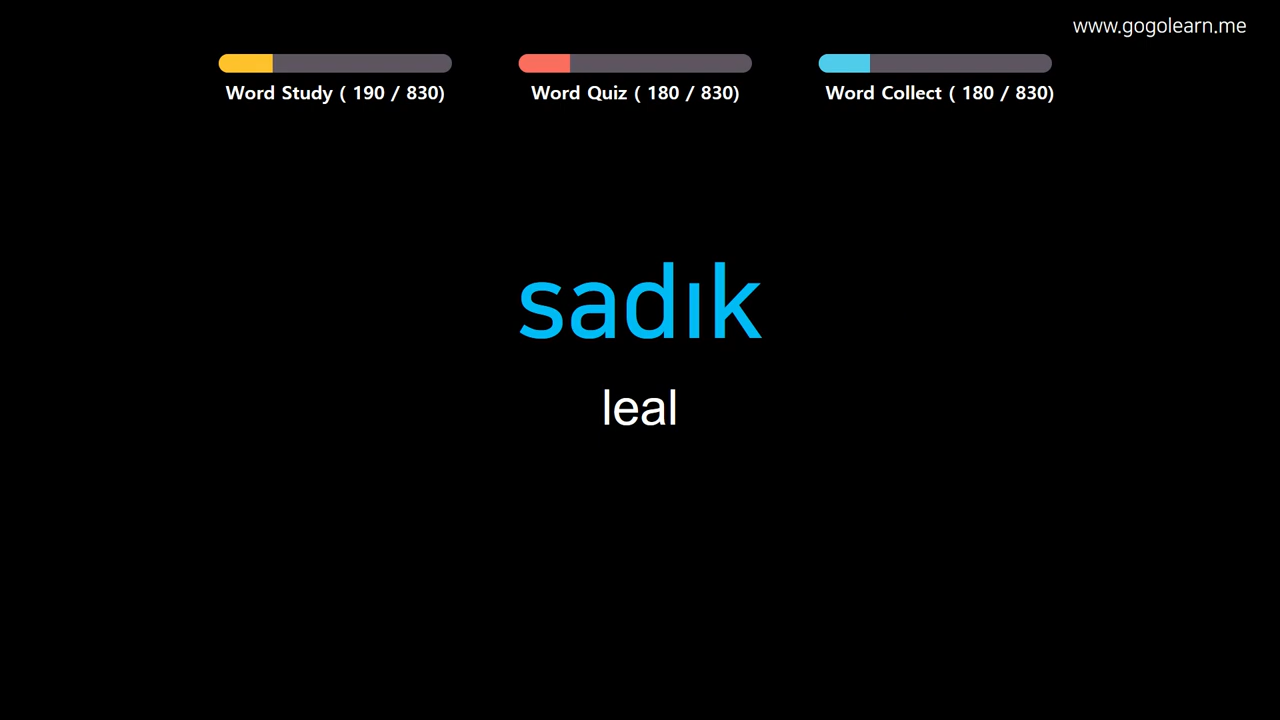 www.gogolearn.me
Word Study ( 190 / 830)
Word Quiz ( 180 / 830)
Word Collect ( 180 / 830)
sadık
leal